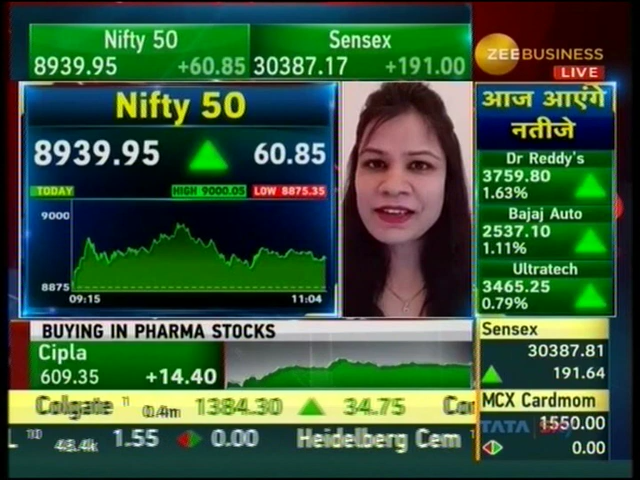 Nifty 50
8939.95 +60.85
Sensex
30387.17 +191.00
ZEEBUSINESS
LIVE
Nifty 50
8939.95 60.85
TODAY HIGH 9000.05 LOW 8875.35
9000
8875
09:15 11:04
आज आएंगे
नतीजे
Dr Reddy's
3759.80
1.63%
Bajaj Auto
2537.10
1.11%
Ultratech
3465.25
0.79%
BUYING IN PHARMA STOCKS
Cipla
609.35 +14.40
Sensex
30387.81
191.64
MCX Cardmom
1550.00
0.00
TATA SKY
Colgate 0.4m 1384.30 34.75
1.55 0.00 Heidelberg Cem